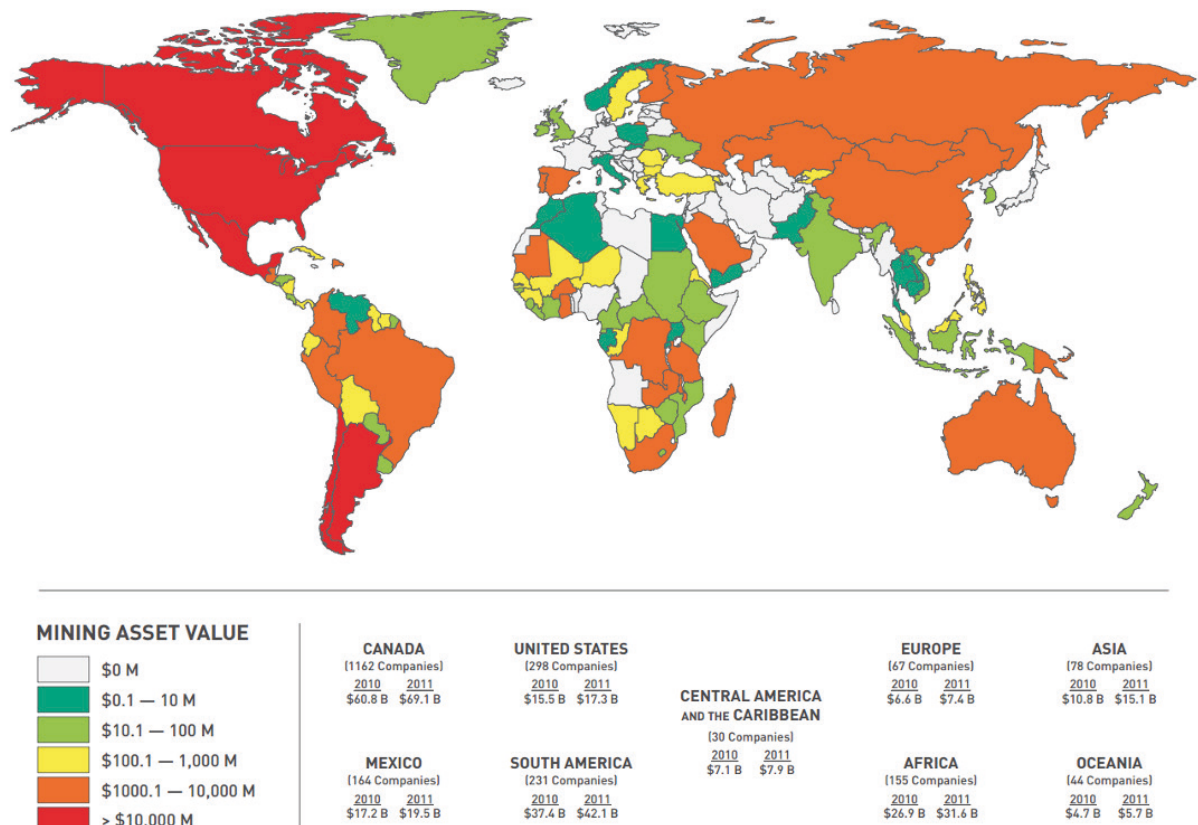 MINING ASSET VALUE
$0 M
$0.1 — 10 M
$10.1 — 100 M
$100.1 — 1,000 M
$1000.1 — 10,000 M
> $10,000 M
CANADA
(1162 Companies)
2010 2011
$60.8 B $69.1 B
UNITED STATES
(298 Companies)
2010 2011
$15.5 B $17.3 B
CENTRAL AMERICA
AND THE CARIBBEAN
(30 Companies)
2010 2011
$7.1 B $7.9 B
EUROPE
(67 Companies)
2010 2011
$6.6 B $7.4 B
ASIA
(78 Companies)
2010 2011
$10.8 B $15.1 B
MEXICO
(164 Companies)
2010 2011
$17.2 B $19.5 B
SOUTH AMERICA
(231 Companies)
2010 2011
$37.4 B $42.1 B
AFRICA
(155 Companies)
2010 2011
$26.9 B $31.6 B
OCEANIA
(44 Companies)
2010 2011
$4.7 B $5.7 B